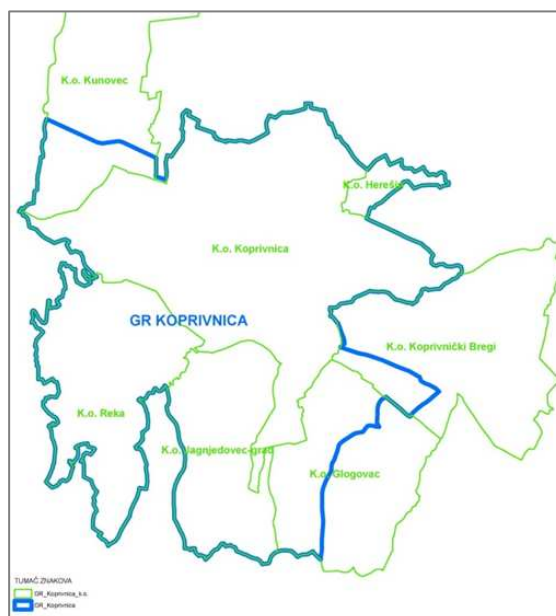 K.o. Kunovec
K.o. Herešin
K.o. Koprivnica
GR KOPRIVNICA
K.o. Koprivnički Bregi
K.o. Reka
K.o. Jagnjedovec-grad
K.o. Glogovac
TUMAČ ZNAKOVA
GR_Koprivnica_k.o.
GR_Koprivnica